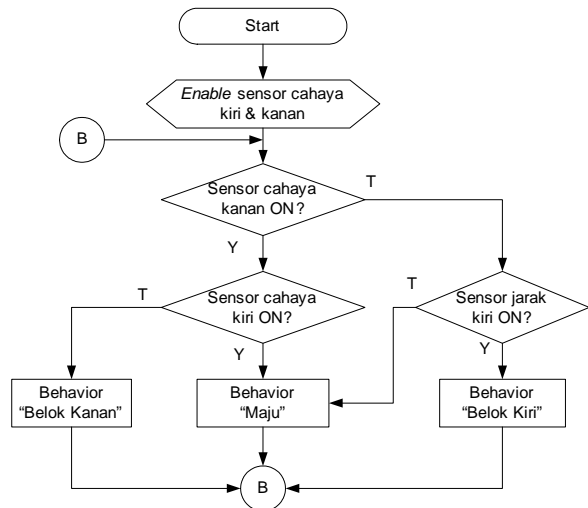 Start
Enable sensor cahaya
kiri & kanan
B
Sensor cahaya
kanan ON?
T
Y
Sensor cahaya
kiri ON?
T
Y
Sensor jarak
kiri ON?
T
Y
Behavior
“Belok Kanan”
Behavior
“Maju”
Behavior
“Belok Kiri”
B